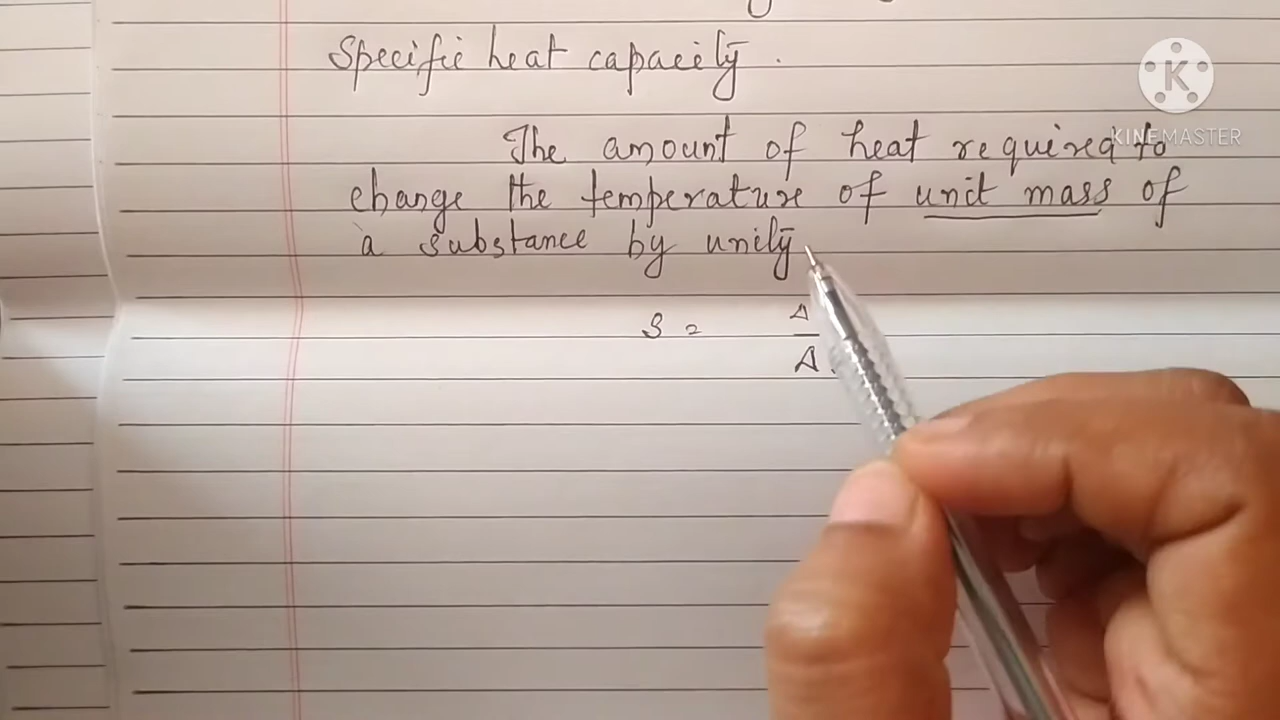 Specific heat capacity.
K
KINEMASTER
The amount of heat required to
change the temperature of unit mass of
a substance by unity
S = Δ
Δ